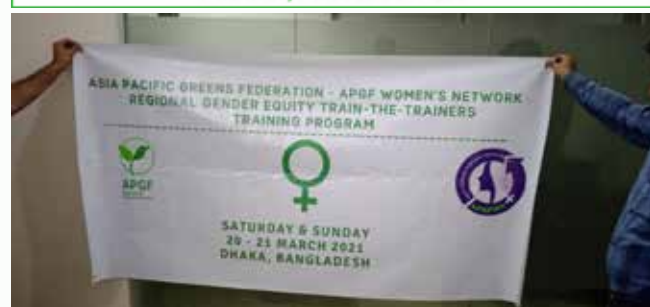 ASIA PACIFIC GREENS FEDERATION - APGF WOMEN'S NETWORK
REGIONAL GENDER EQUITY TRAIN-THE-TRAINERS
TRAINING PROGRAM
APGF
SATURDAY & SUNDAY
20 - 21 MARCH 2021
DHAKA, BANGLADESH